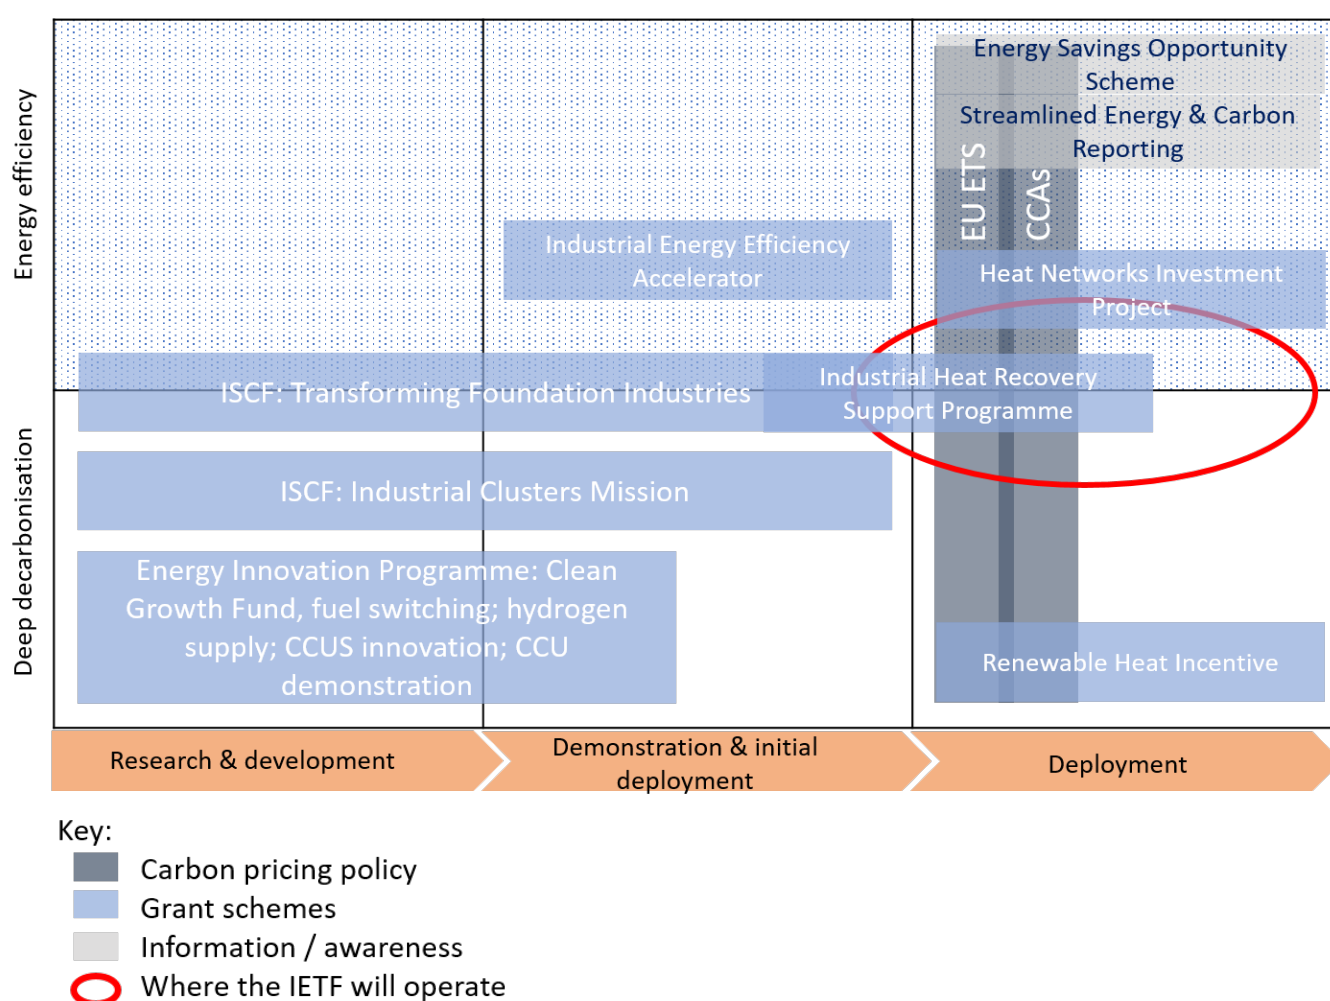 Energy efficiency
Deep decarbonisation
Energy Savings Opportunity
Scheme
Streamlined Energy & Carbon
Reporting
EU ETS
CCAs
Industrial Energy Efficiency
Accelerator
Heat Networks Investment
Project
ISCF: Transforming Foundation Industries
Industrial Heat Recovery
Support Programme
ISCF: Industrial Clusters Mission
Energy Innovation Programme: Clean
Growth Fund, fuel switching; hydrogen
supply; CCUS innovation; CCU
demonstration
Renewable Heat Incentive
Research & development
Demonstration & initial
deployment
Deployment
Key:
Carbon pricing policy
Grant schemes
Information / awareness
Where the IETF will operate